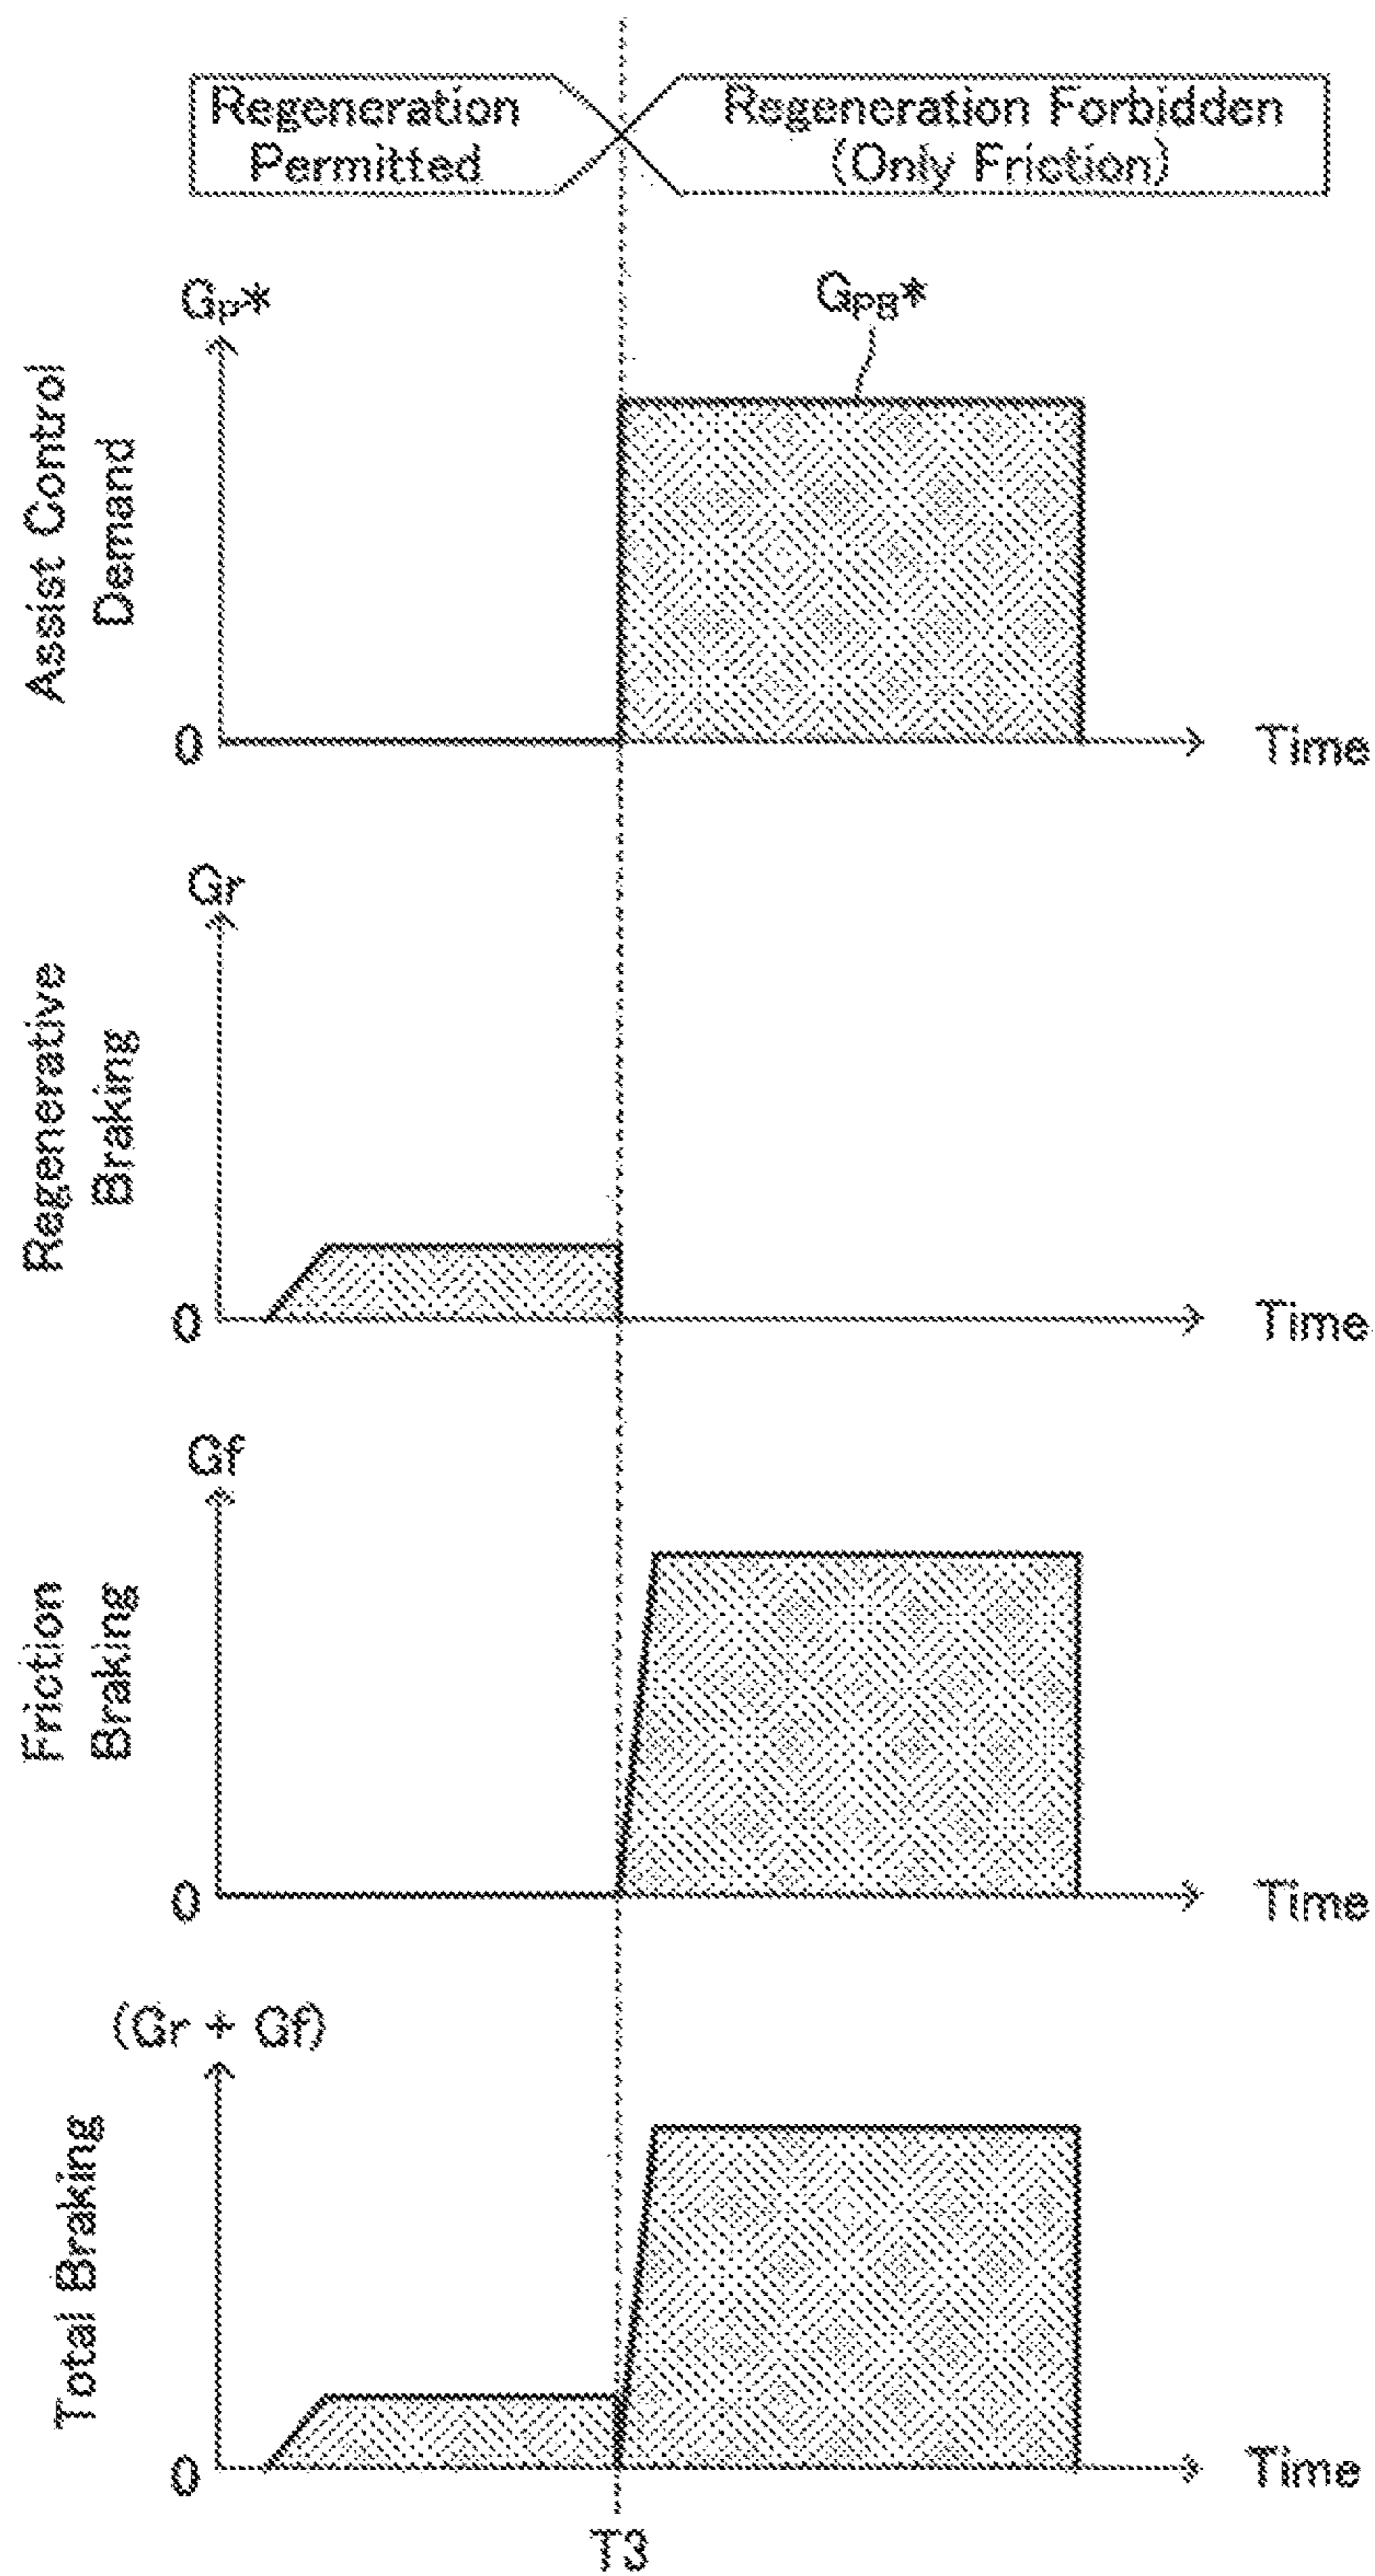 Regeneration
Permitted
Regeneration Forbidden
(Only Friction)
GP*
GPB*
Assist Control
Demand
0
Time
Gr
Regenerative
Braking
0
Time
Gf
Friction
Braking
0
Time
(Gr + Gf)
Total Braking
0
Time
T3